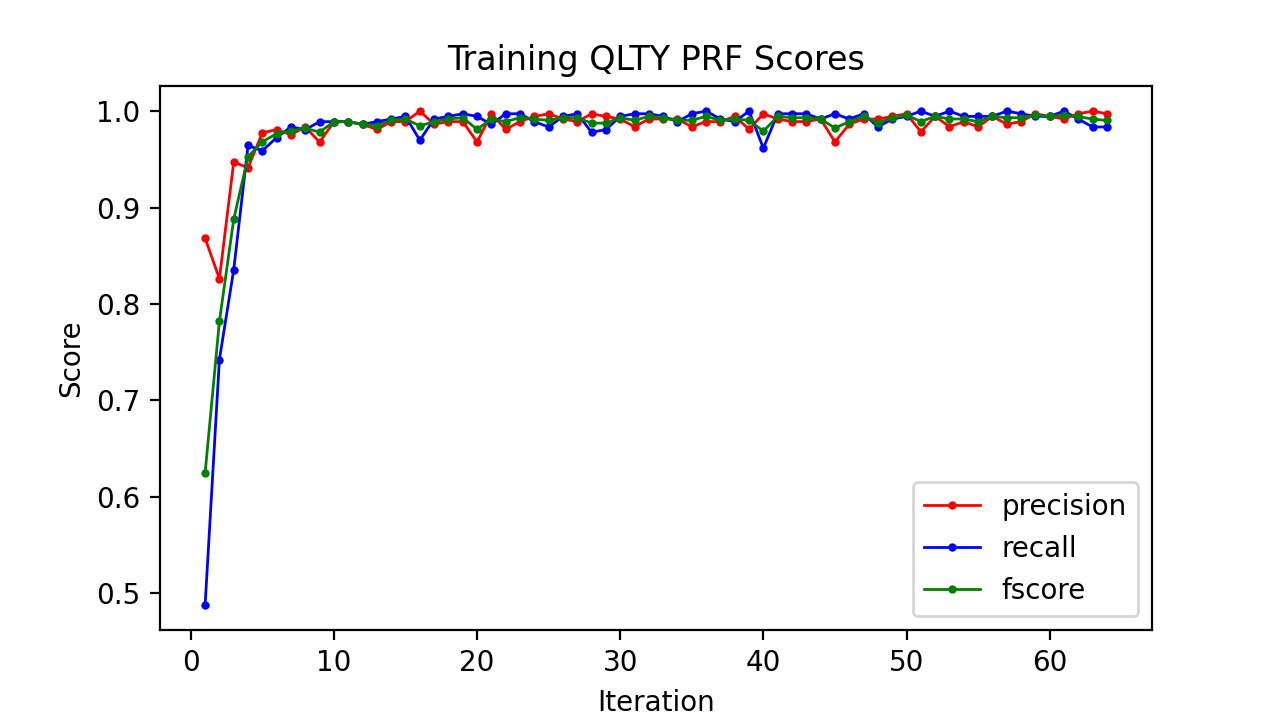 Training QLTY PRF Scores
1.0
0.9
0.8
0.7
0.6
0.5
Score
precision
recall
fscore
0 10 20 30 40 50 60
Iteration